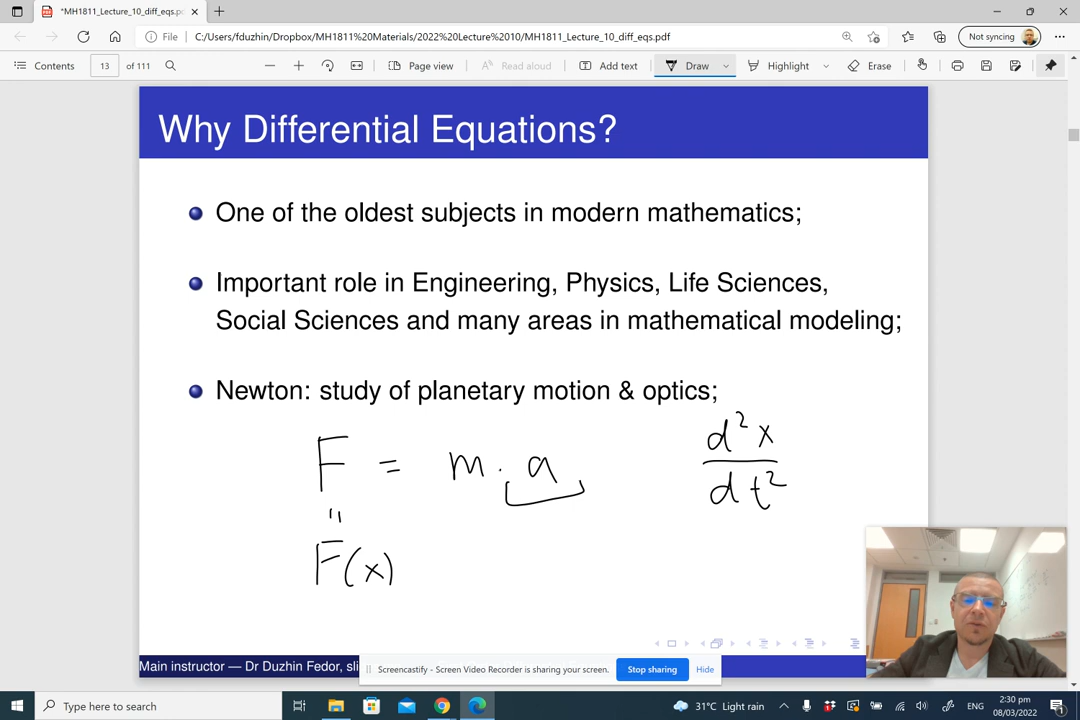 *MH1811_Lecture_10_diff_eqs.pd
File C:/Users/fduzhin/Dropbox/MH1811%20Materials/2022%20Lecture%2010/MH1811_Lecture_10_diff_eqs.pdf Not syncing
Contents 13 of 111 Page view Read aloud Add text Draw Highlight Erase
Why Differential Equations?
One of the oldest subjects in modern mathematics;
Important role in Engineering, Physics, Life Sciences,
Social Sciences and many areas in mathematical modeling;
Newton: study of planetary motion & optics;
F = m · a
d²x
dt²
"
F(x)
Main instructor — Dr Duzhin Fedor, sli
Screencastify - Screen Video Recorder is sharing your screen. Stop sharing Hide
Type here to search 31°C Light rain ENG 2:30 pm
08/03/2022